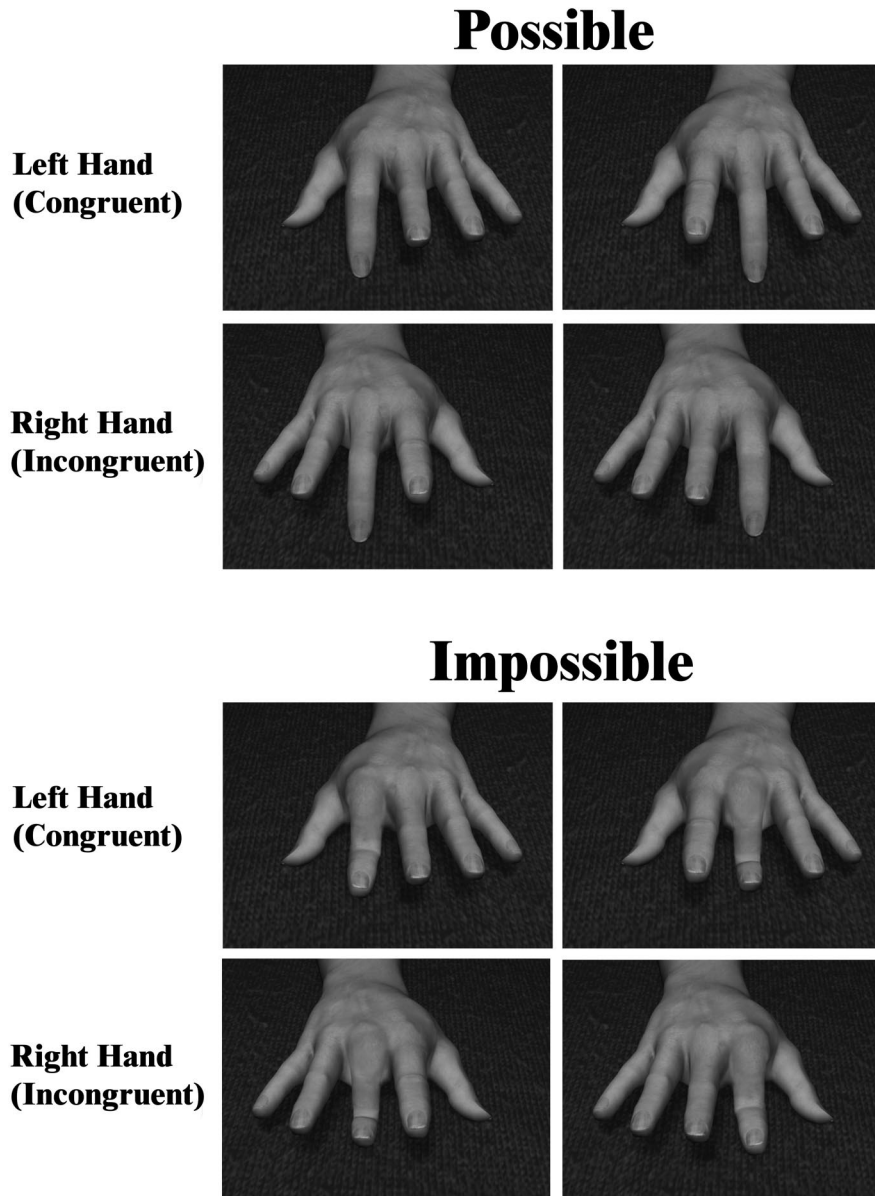 Possible
Left Hand
(Congruent)
Right Hand
(Incongruent)
Impossible
Left Hand
(Congruent)
Right Hand
(Incongruent)